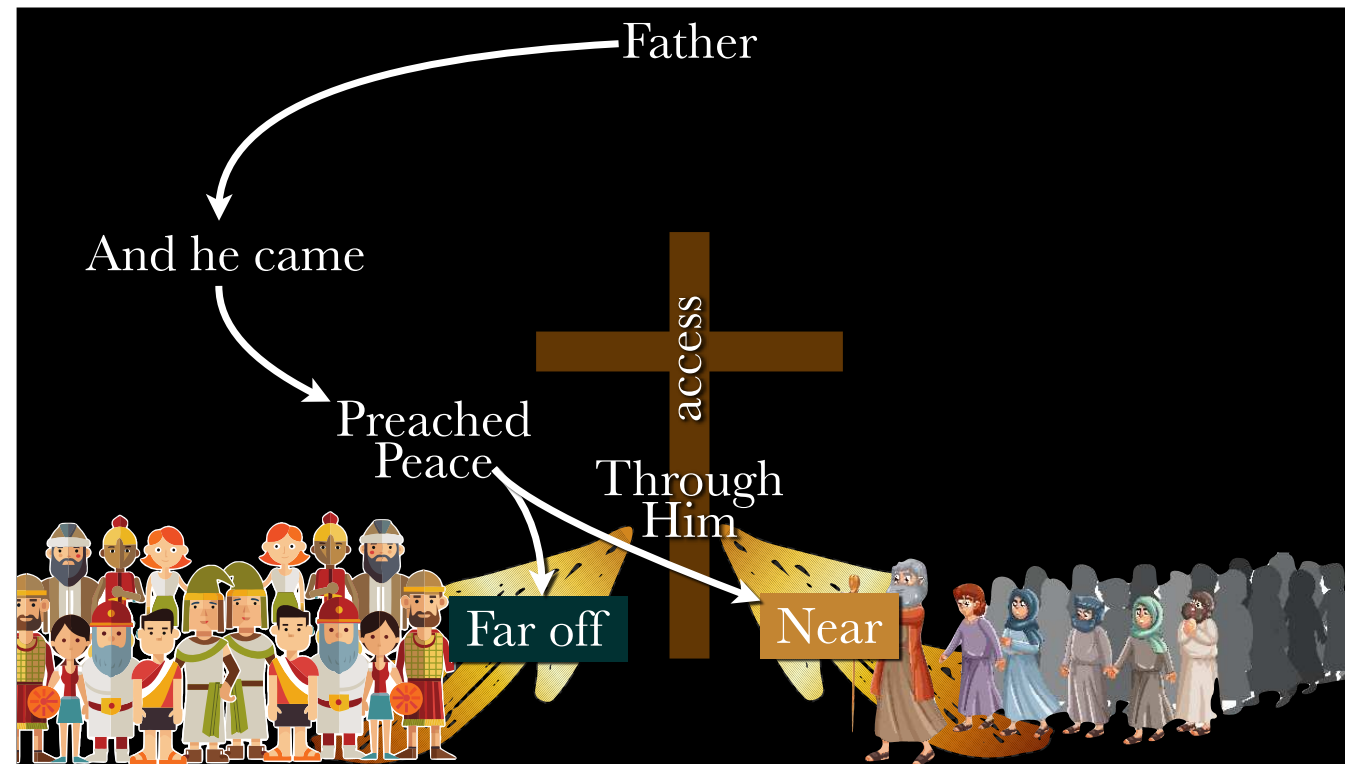 Father
And he came
access
Preached
Peace
Through
Him
Far off
Near